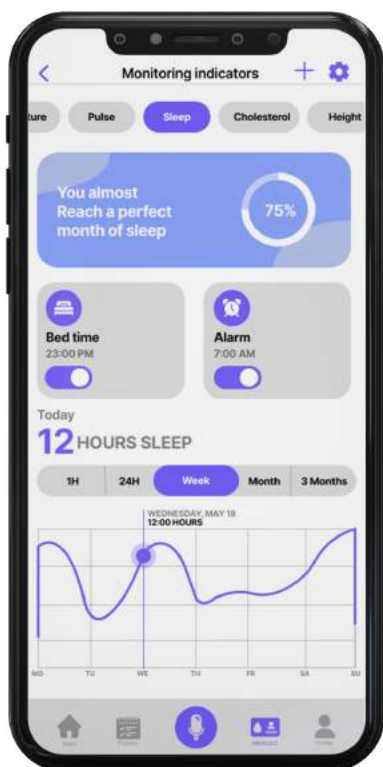 Monitoring indicators
ture
Pulse
Sleep
Cholesterol
Height
You almost
Reach a perfect
month of sleep
75%
Bed time
23:00 PM
Alarm
7:00 AM
Today
12 HOURS SLEEP
1H
24H
Week
Month
3 Months
WEDNESDAY, MAY 18
12:00 HOURS
MO
TU
WE
TH
FR
SA
SU
Profile